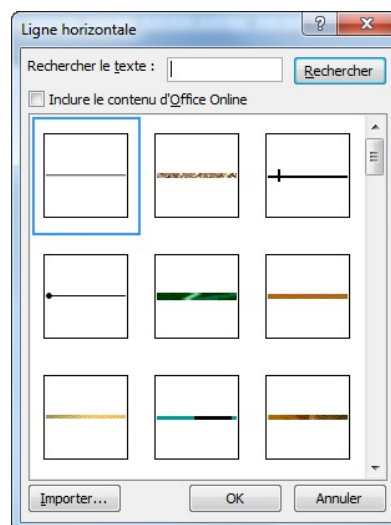 Ligne horizontale
Rechercher le texte :
Rechercher
Inclure le contenu d'Office Online
Importer...
OK
Annuler